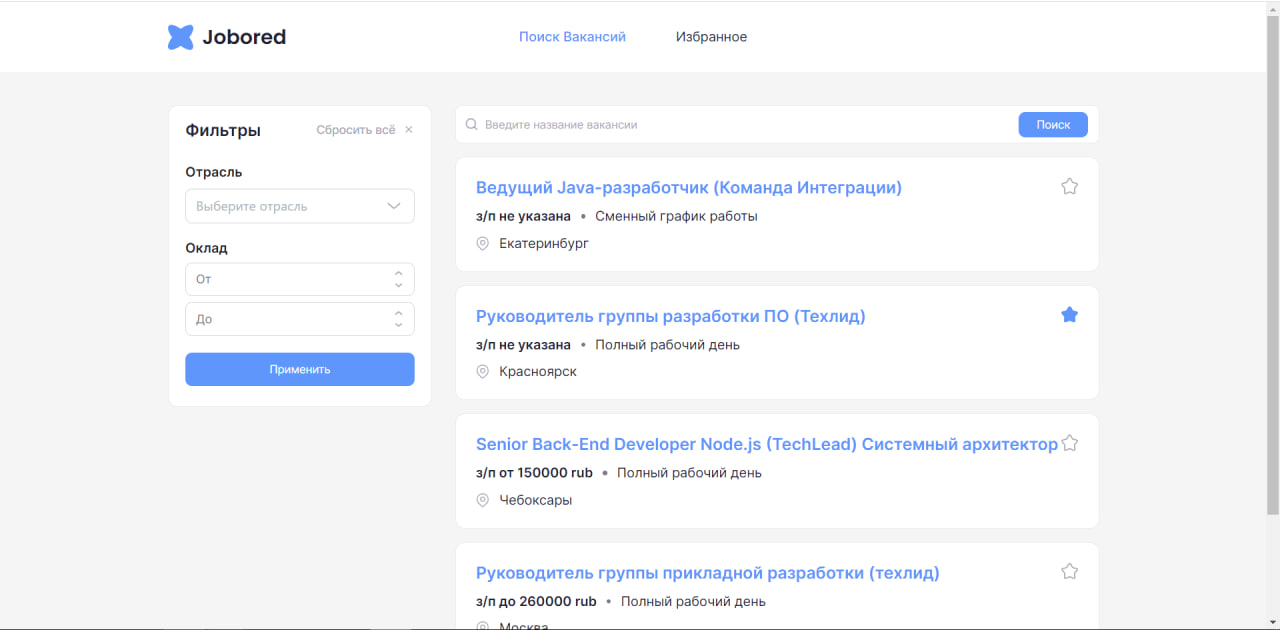 Jobored
Поиск Вакансий
Избранное
Фильтры
Сбросить всё ×
Отрасль
Выберите отрасль
Оклад
От
До
Применить
Введите название вакансии
Поиск
Ведущий Java-разработчик (Команда Интеграции)
з/п не указана • Сменный график работы
Екатеринбург
Руководитель группы разработки ПО (Техлид)
з/п не указана • Полный рабочий день
Красноярск
Senior Back-End Developer Node.js (TechLead) Системный архитектор
з/п от 150000 rub • Полный рабочий день
Чебоксары
Руководитель группы прикладной разработки (техлид)
з/п до 260000 rub • Полный рабочий день
Москва